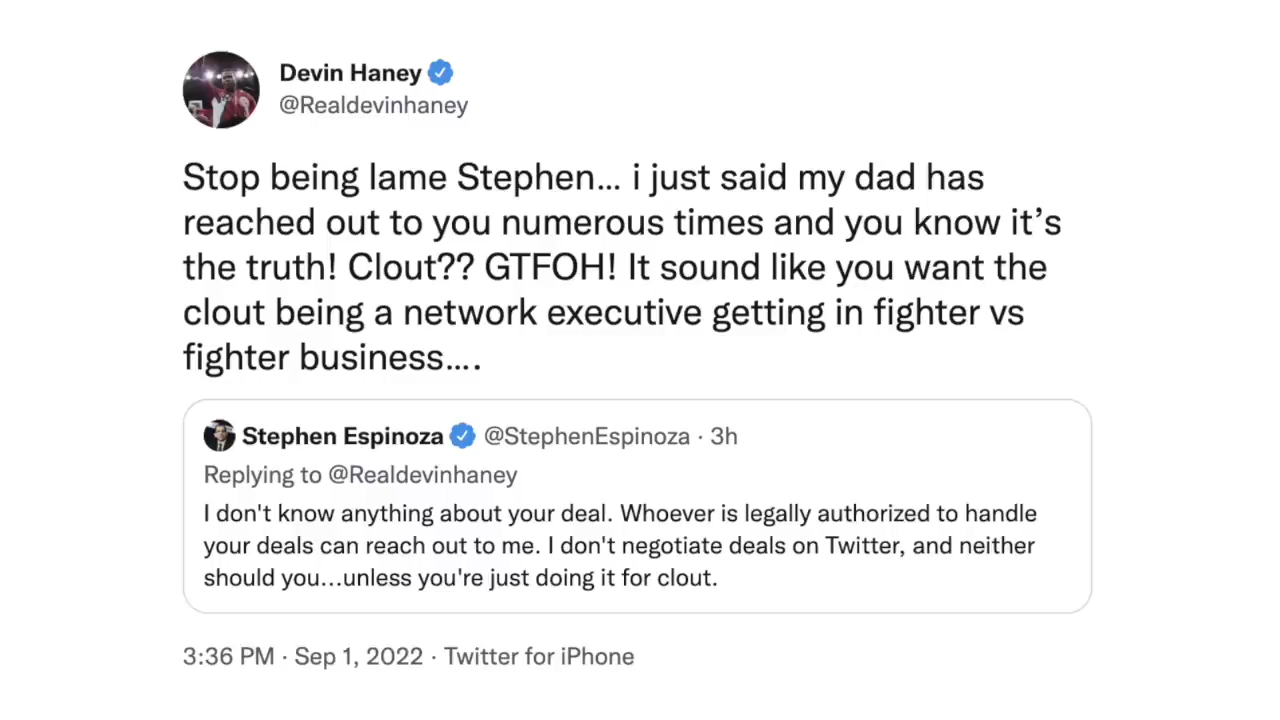 Devin Haney
@Realdevinhaney
Stop being lame Stephen... i just said my dad has
reached out to you numerous times and you know it’s
the truth! Clout?? GTFOH! It sound like you want the
clout being a network executive getting in fighter vs
fighter business....
Stephen Espinoza @StephenEspinoza · 3h
Replying to @Realdevinhaney
I don't know anything about your deal. Whoever is legally authorized to handle
your deals can reach out to me. I don't negotiate deals on Twitter, and neither
should you...unless you're just doing it for clout.
3:36 PM · Sep 1, 2022 · Twitter for iPhone